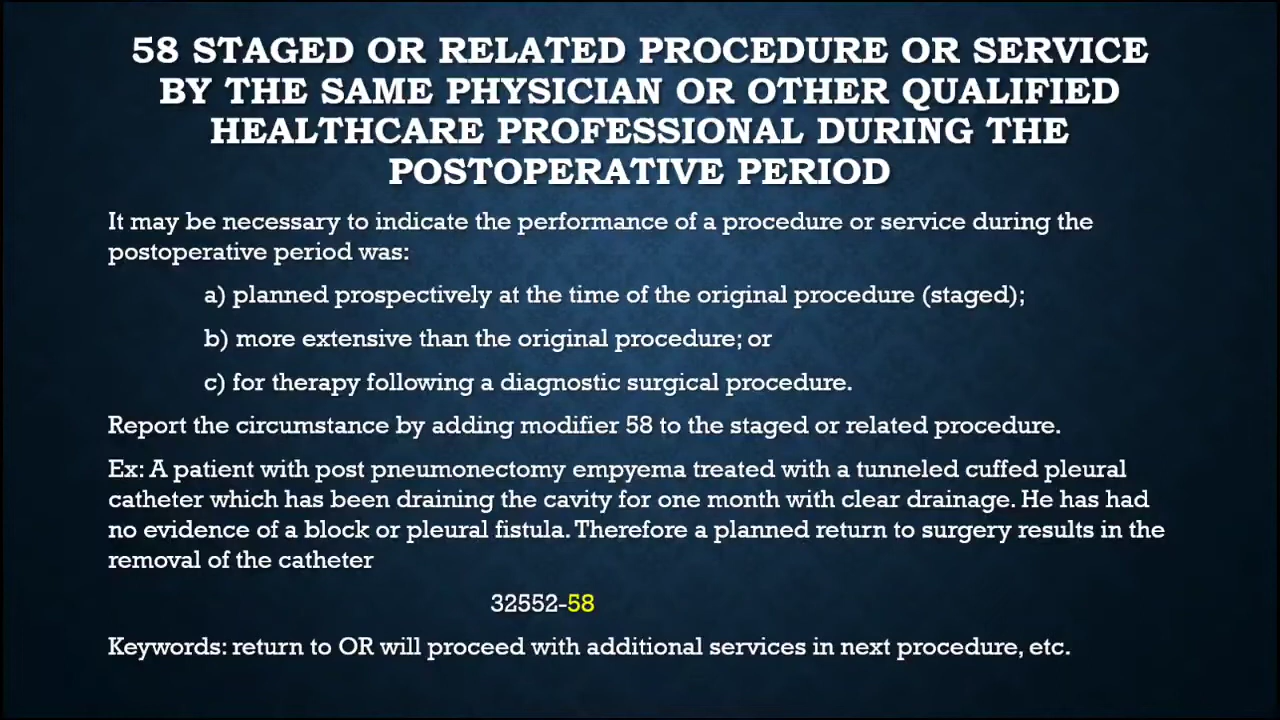 58 STAGED OR RELATED PROCEDURE OR SERVICE
BY THE SAME PHYSICIAN OR OTHER QUALIFIED
HEALTHCARE PROFESSIONAL DURING THE
POSTOPERATIVE PERIOD
It may be necessary to indicate the performance of a procedure or service during the
postoperative period was:
a) planned prospectively at the time of the original procedure (staged);
b) more extensive than the original procedure; or
c) for therapy following a diagnostic surgical procedure.
Report the circumstance by adding modifier 58 to the staged or related procedure.
Ex: A patient with post pneumonectomy empyema treated with a tunneled cuffed pleural
catheter which has been draining the cavity for one month with clear drainage. He has had
no evidence of a block or pleural fistula. Therefore a planned return to surgery results in the
removal of the catheter
32552-58
Keywords: return to OR will proceed with additional services in next procedure, etc.